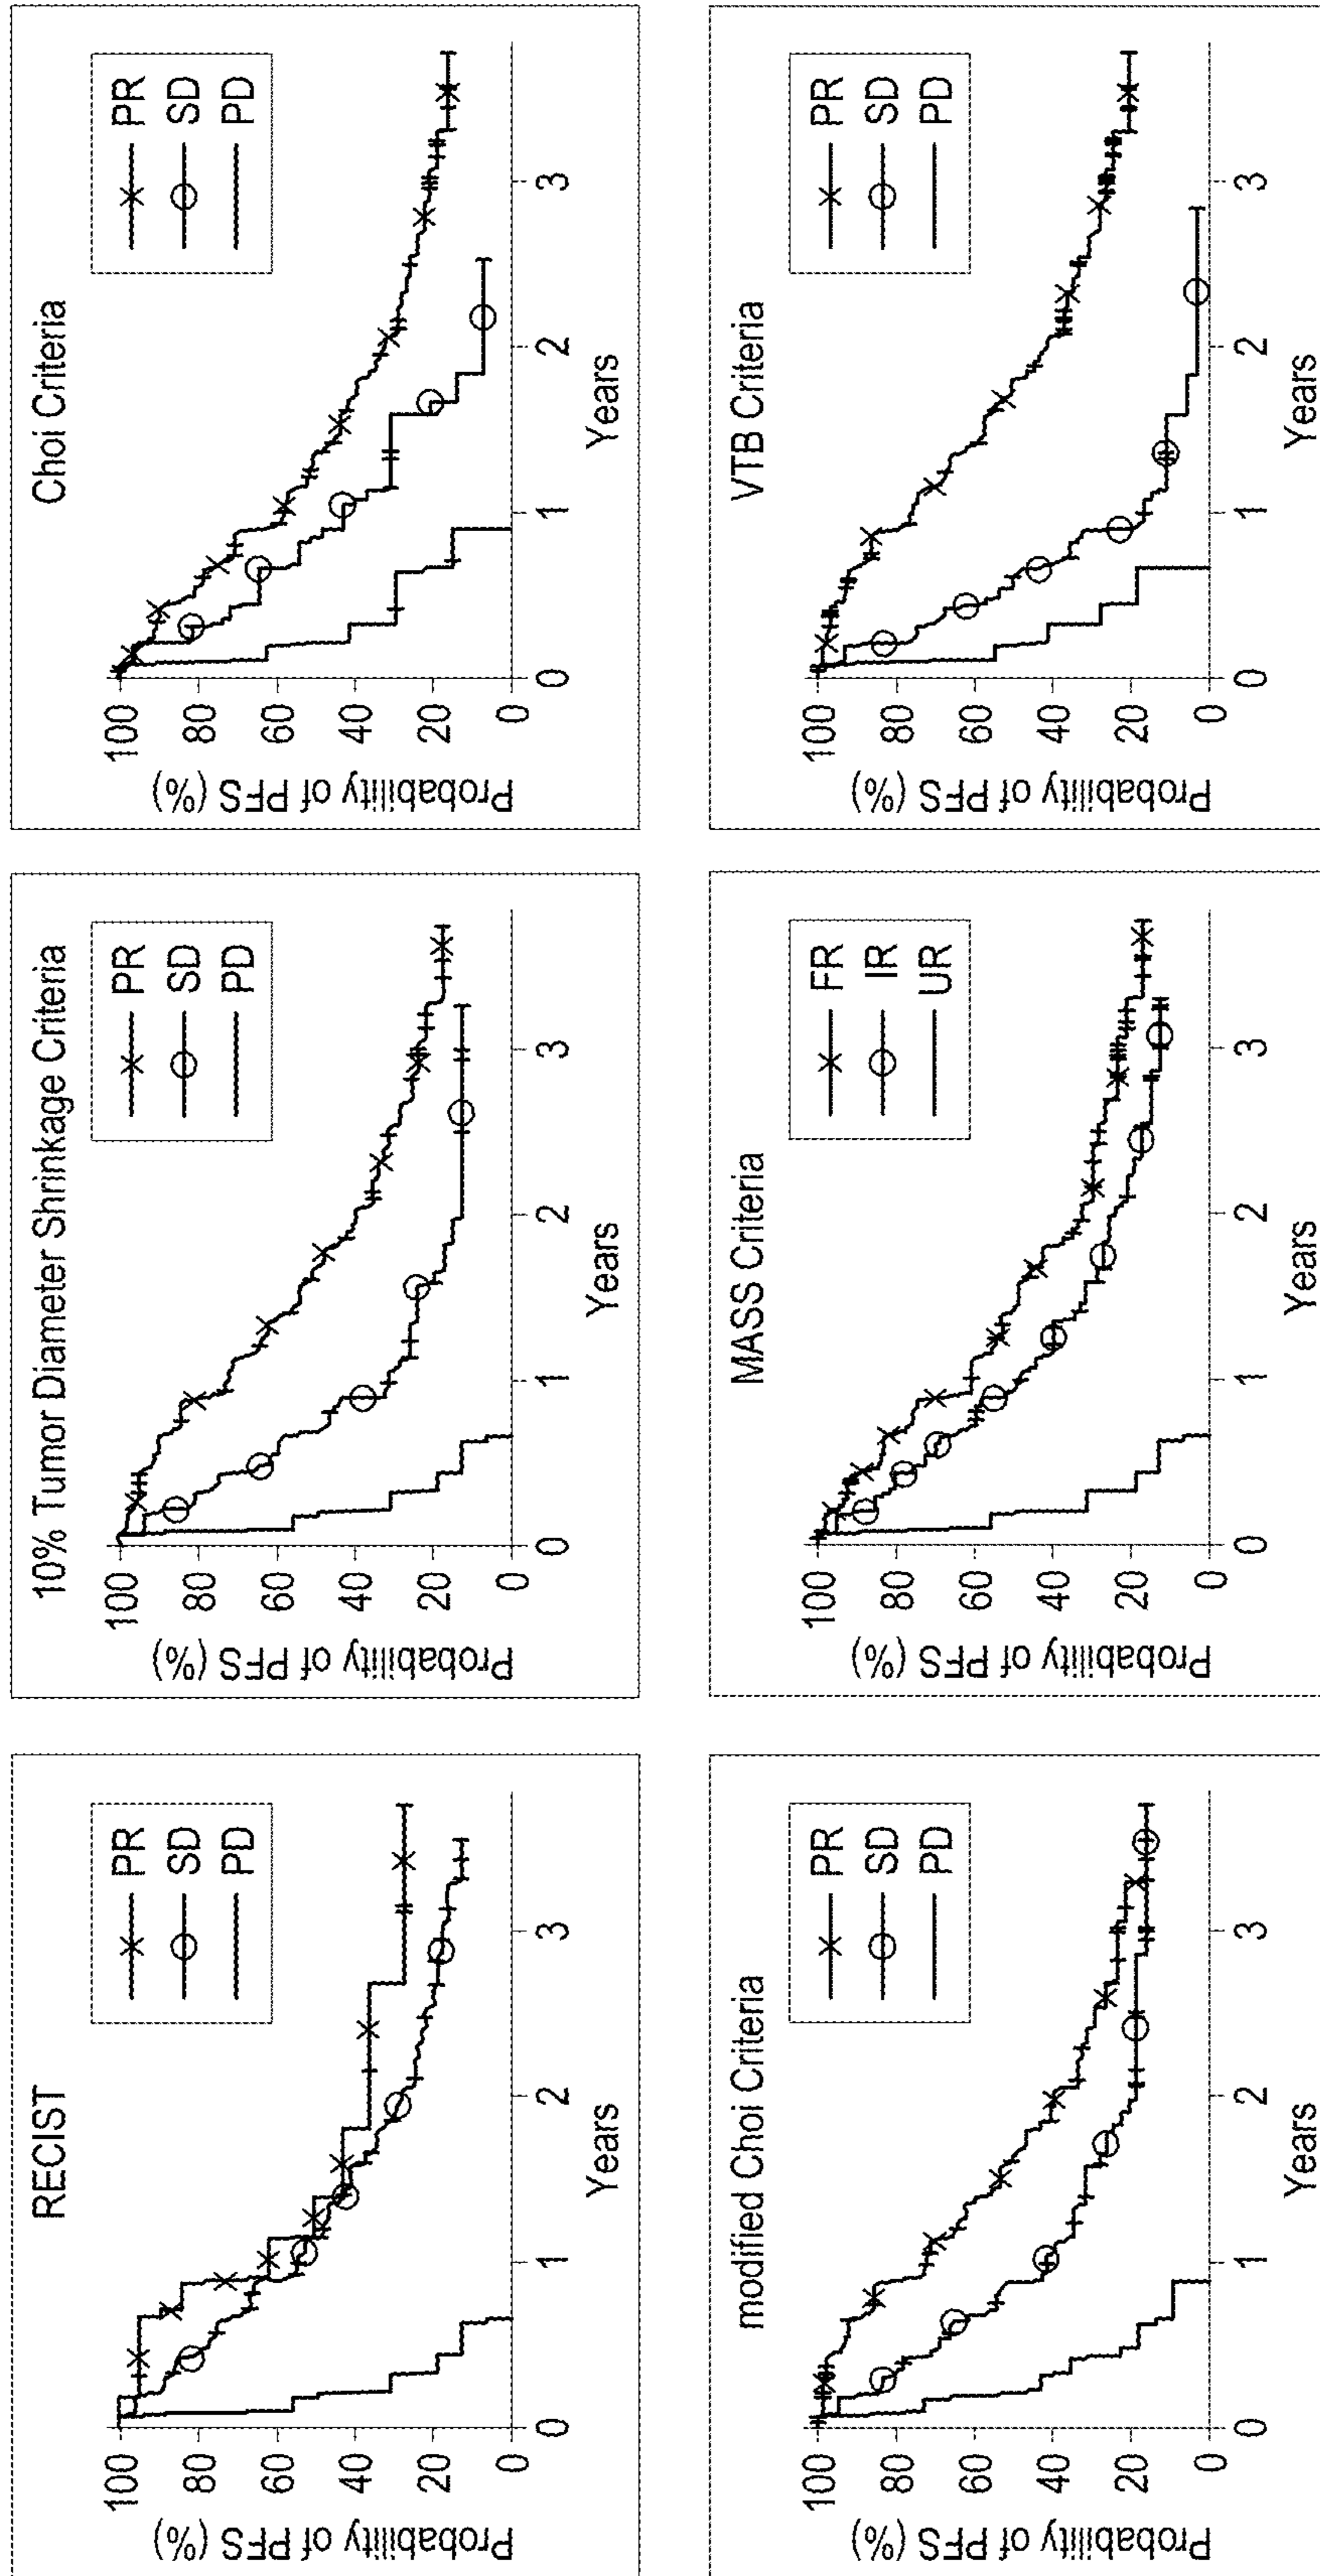 RECIST
Probability of PFS (%)
100
80
60
40
20
0
0 1 2 3
Years
PR
SD
PD
10% Tumor Diameter Shrinkage Criteria
Probability of PFS (%)
100
80
60
40
20
0
0 1 2 3
Years
PR
SD
PD
Choi Criteria
Probability of PFS (%)
100
80
60
40
20
0
0 1 2 3
Years
PR
SD
PD
modified Choi Criteria
Probability of PFS (%)
100
80
60
40
20
0
0 1 2 3
Years
PR
SD
PD
MASS Criteria
Probability of PFS (%)
100
80
60
40
20
0
0 1 2 3
Years
FR
IR
UR
VTB Criteria
Probability of PFS (%)
100
80
60
40
20
0
0 1 2 3
Years
PR
SD
PD